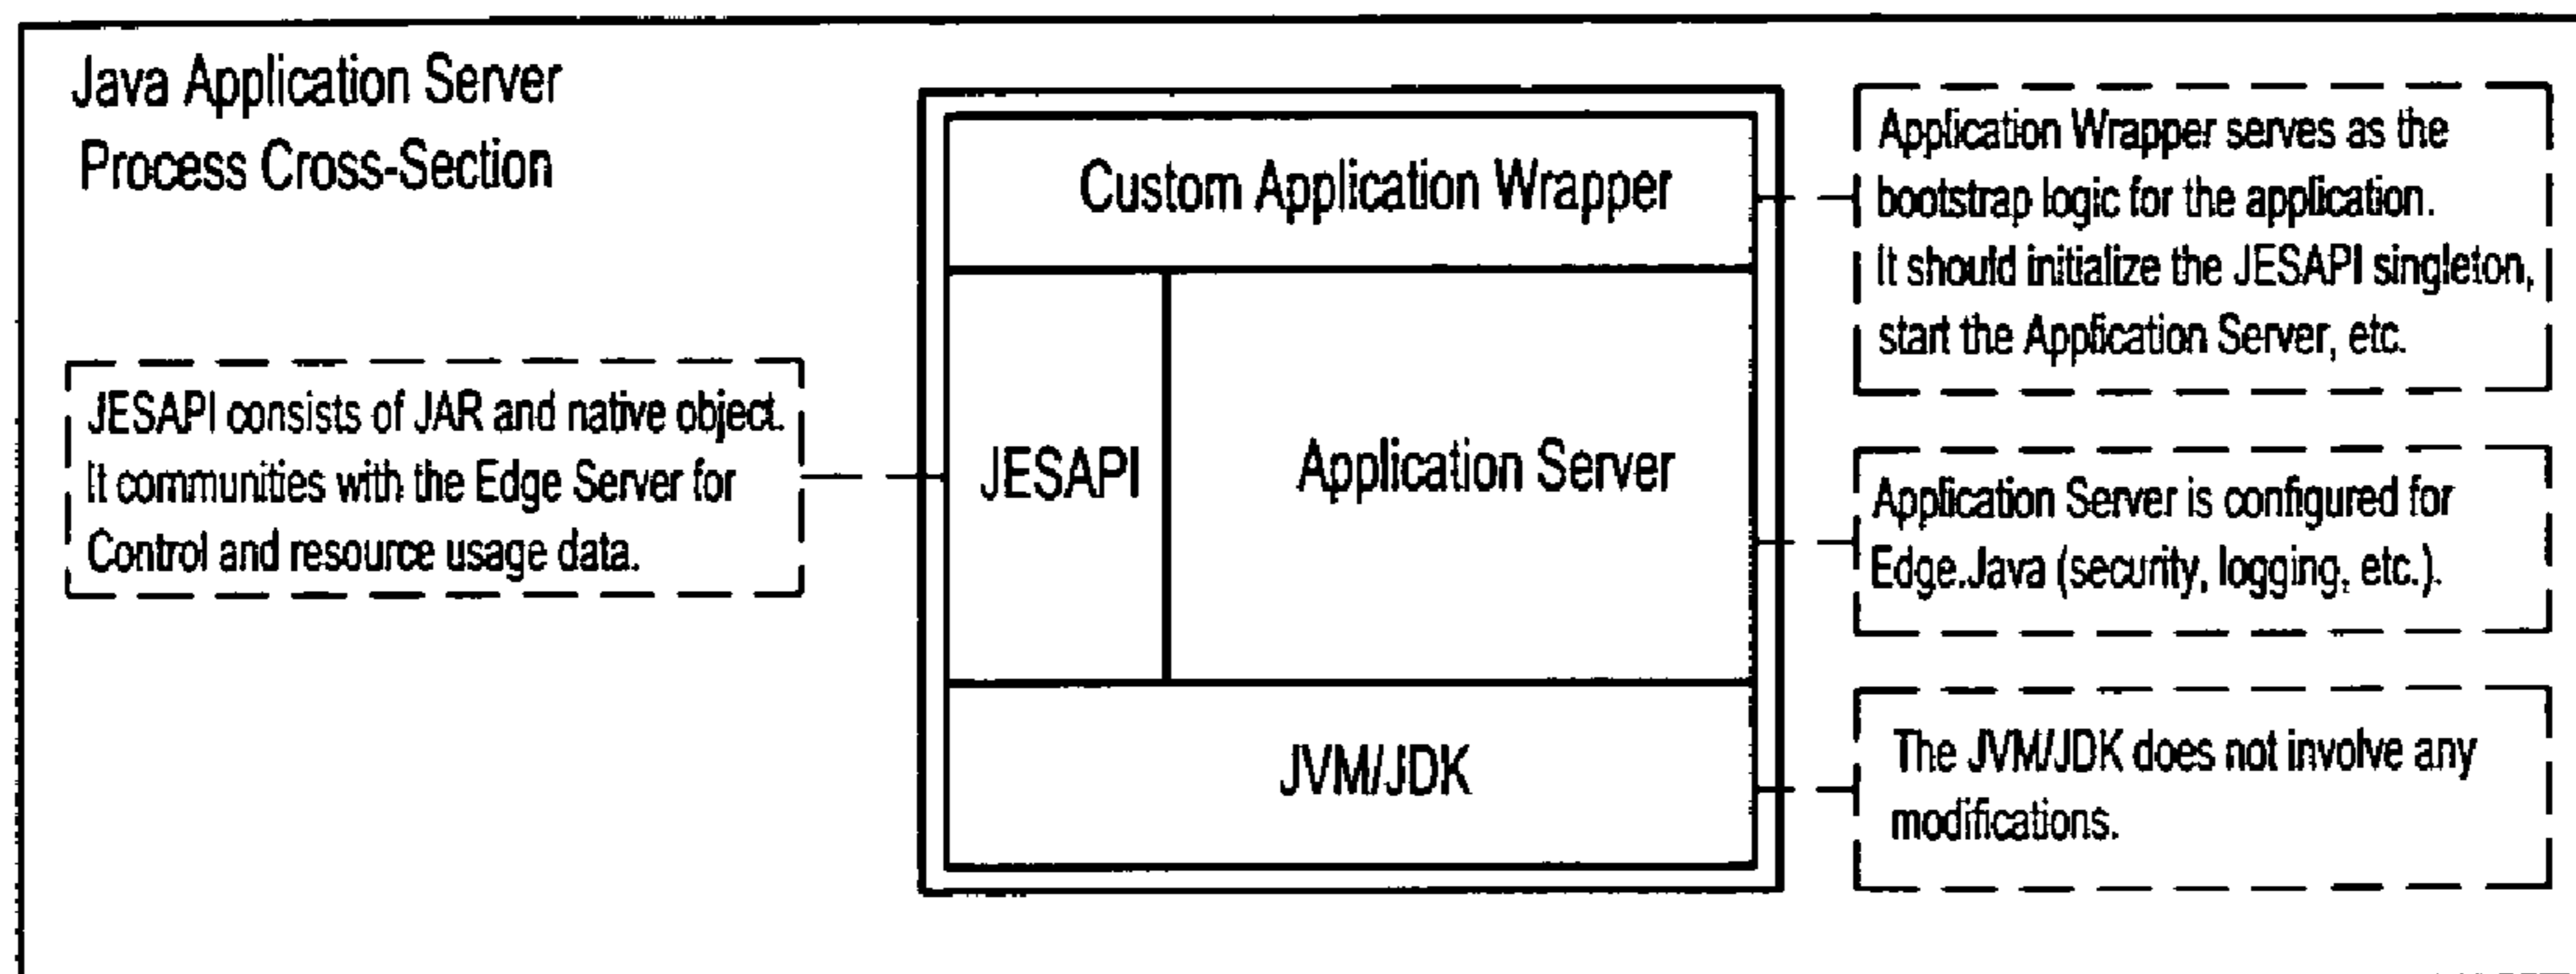 Java Application Server
Process Cross-Section
Custom Application Wrapper
Application Wrapper serves as the
bootstrap logic for the application.
It should initialize the JESAPI singleton,
start the Application Server, etc.
JESAPI consists of JAR and native object.
It communities with the Edge Server for
Control and resource usage data.
JESAPI
Application Server
Application Server is configured for
Edge.Java (security, logging, etc.).
JVM/JDK
The JVM/JDK does not involve any
modifications.